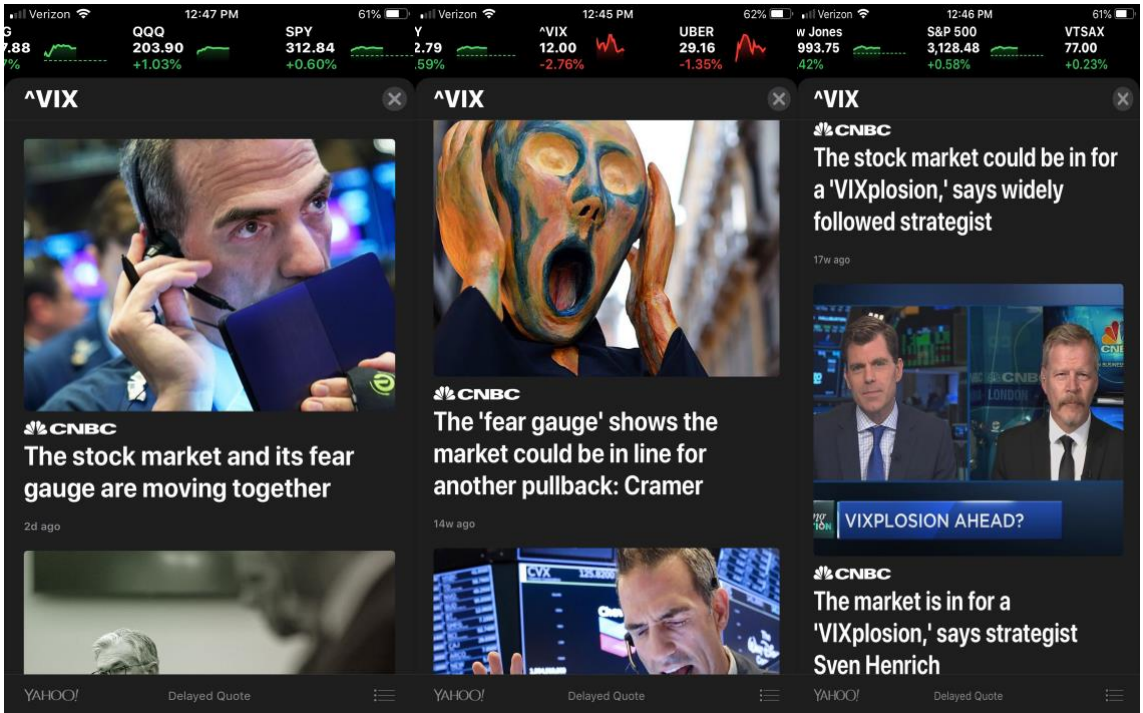 Verizon
12:47 PM
61%
G
QQQ
SPY
7.88
203.90
312.84
7%
+1.03%
+0.60%
^VIX
CNBC
The stock market and its fear
gauge are moving together
2d ago
YAHOO!
Delayed Quote
Verizon
12:45 PM
62%
Y
^VIX
UBER
2.79
12.00
29.16
.59%
-2.76%
-1.35%
^VIX
CNBC
The 'fear gauge' shows the
market could be in line for
another pullback: Cramer
14w ago
CVX
YAHOO!
Delayed Quote
Verizon
12:46 PM
61%
w Jones
S&P 500
VTSAX
993.75
3,128.48
77.00
.42%
+0.58%
+0.23%
^VIX
CNBC
The stock market could be in for
a 'VIXplosion,' says widely
followed strategist
17w ago
CNBC
LONDON
VIXPLOSION AHEAD?
CNBC
The market is in for a
'VIXplosion,' says strategist
Sven Henrich
YAHOO!
Delayed Quote